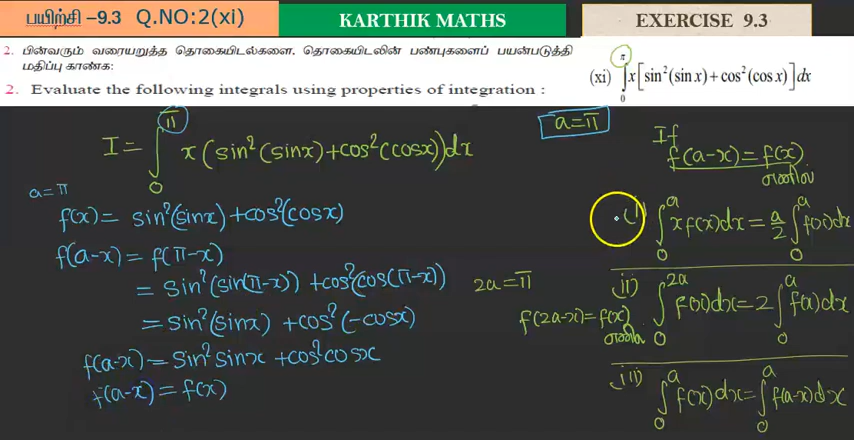 பயிற்சி –9.3 Q.NO:2(xi)
KARTHIK MATHS
EXERCISE 9.3
2. பின்வரும் வரையறுத்த தொகையிடல்களை, தொகையிடலின் பண்புகளைப் பயன்படுத்தி
மதிப்பு காண்க:
2. Evaluate the following integrals using properties of integration :
(xi) ∫₀^π x[sin²(sin x)+cos²(cos x)]dx
I = ∫₀^π x(sin²(sinx)+cos²(cosx))dx
a=π
a=π
f(x) = sin²(sinx)+cos²(cosx)
f(a-x) = f(π-x)
= sin²(sin(π-x)) + cos²(cos(π-x))
= sin²(sinx) + cos²(-cosx)
f(a-x) = sin²sinx + cos²cosx
f(a-x) = f(x)
If
f(a-x) = f(x)
எனில்
(i) ∫₀^a xf(x)dx = a/2 ∫₀^a f(x)dx
2a=π
f(2a-x)=f(x)
எனில்
(ii) ∫₀^2a f(x)dx = 2∫₀^a f(x)dx
(iii) ∫₀^a f(x)dx = ∫₀^a f(a-x)dx